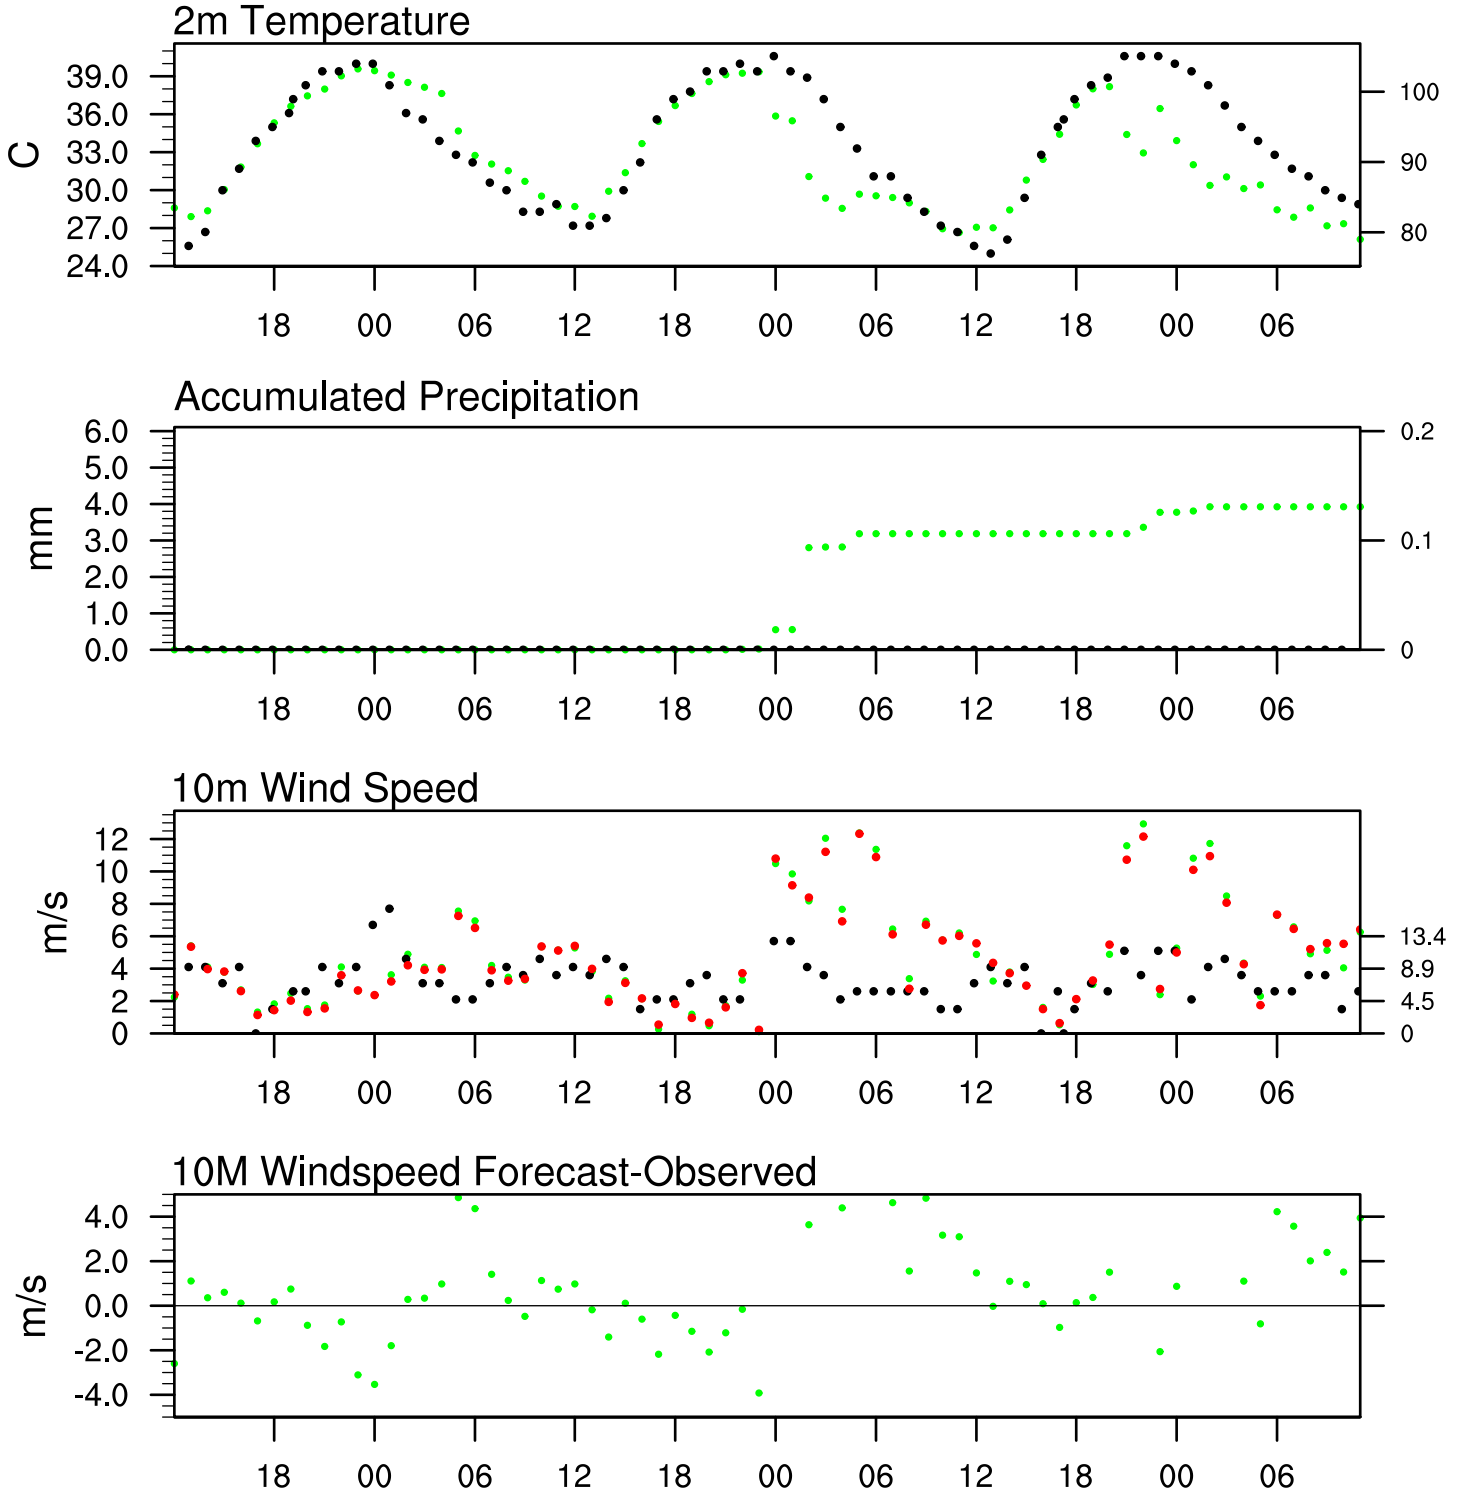 2m Temperature
39.0
36.0
33.0
30.0
27.0
24.0
C
100
90
80
18 00 06 12 18 00 06 12 18 00 06
Accumulated Precipitation
6.0
5.0
4.0
3.0
2.0
1.0
0.0
mm
0.2
0.1
0
18 00 06 12 18 00 06 12 18 00 06
10m Wind Speed
12
10
8
6
4
2
0
m/s
13.4
8.9
4.5
0
18 00 06 12 18 00 06 12 18 00 06
10M Windspeed Forecast-Observed
4.0
2.0
0.0
-2.0
-4.0
m/s
18 00 06 12 18 00 06 12 18 00 06